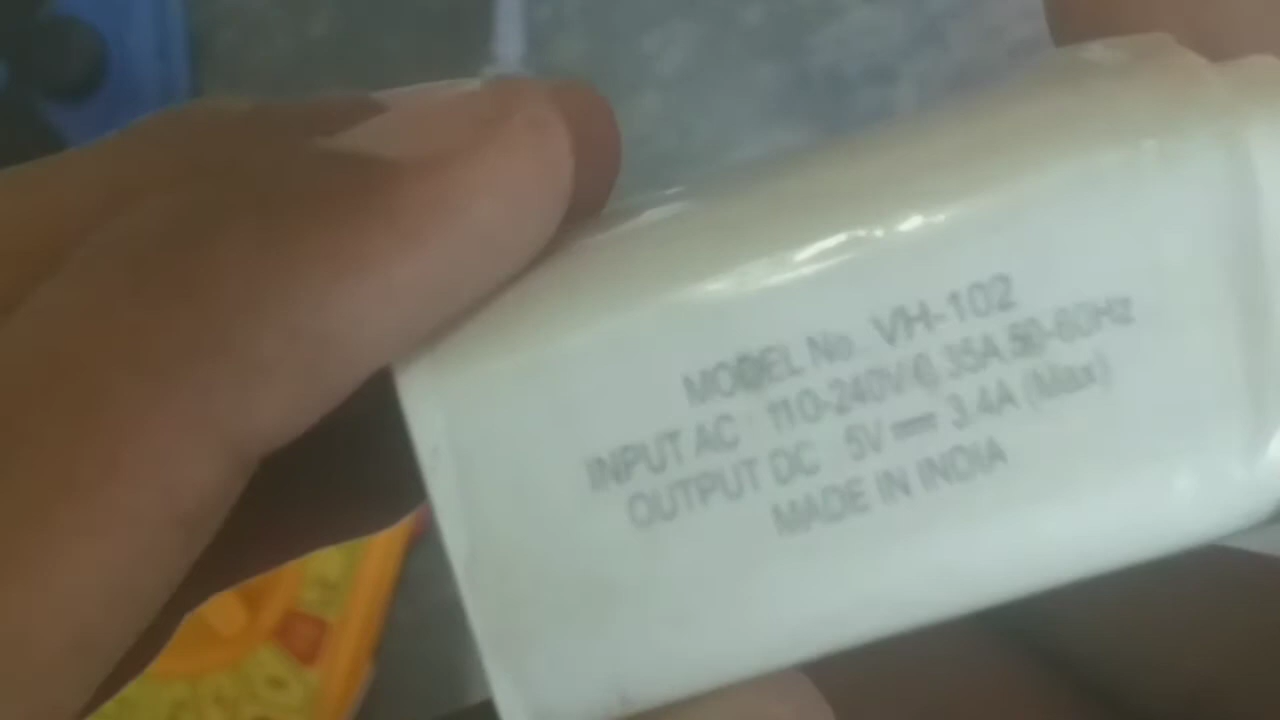 MODEL No. VH-102
INPUT AC : 110-240V/0.35A.50-60Hz
OUTPUT DC 5V ⎓ 3.4A (Max)
MADE IN INDIA